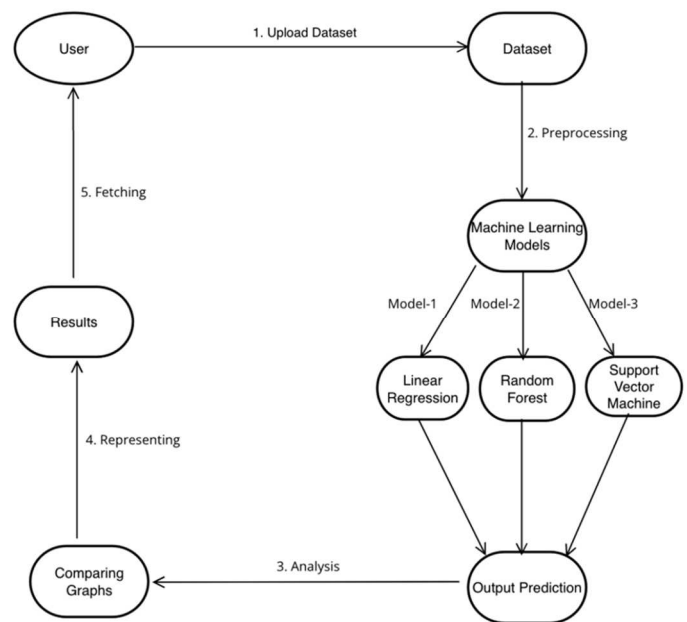 User
1. Upload Dataset
Dataset
2. Preprocessing
5. Fetching
Machine Learning
Models
Model-1
Model-2
Model-3
Results
Linear
Regression
Random
Forest
Support
Vector
Machine
4. Representing
Comparing
Graphs
3. Analysis
Output Prediction